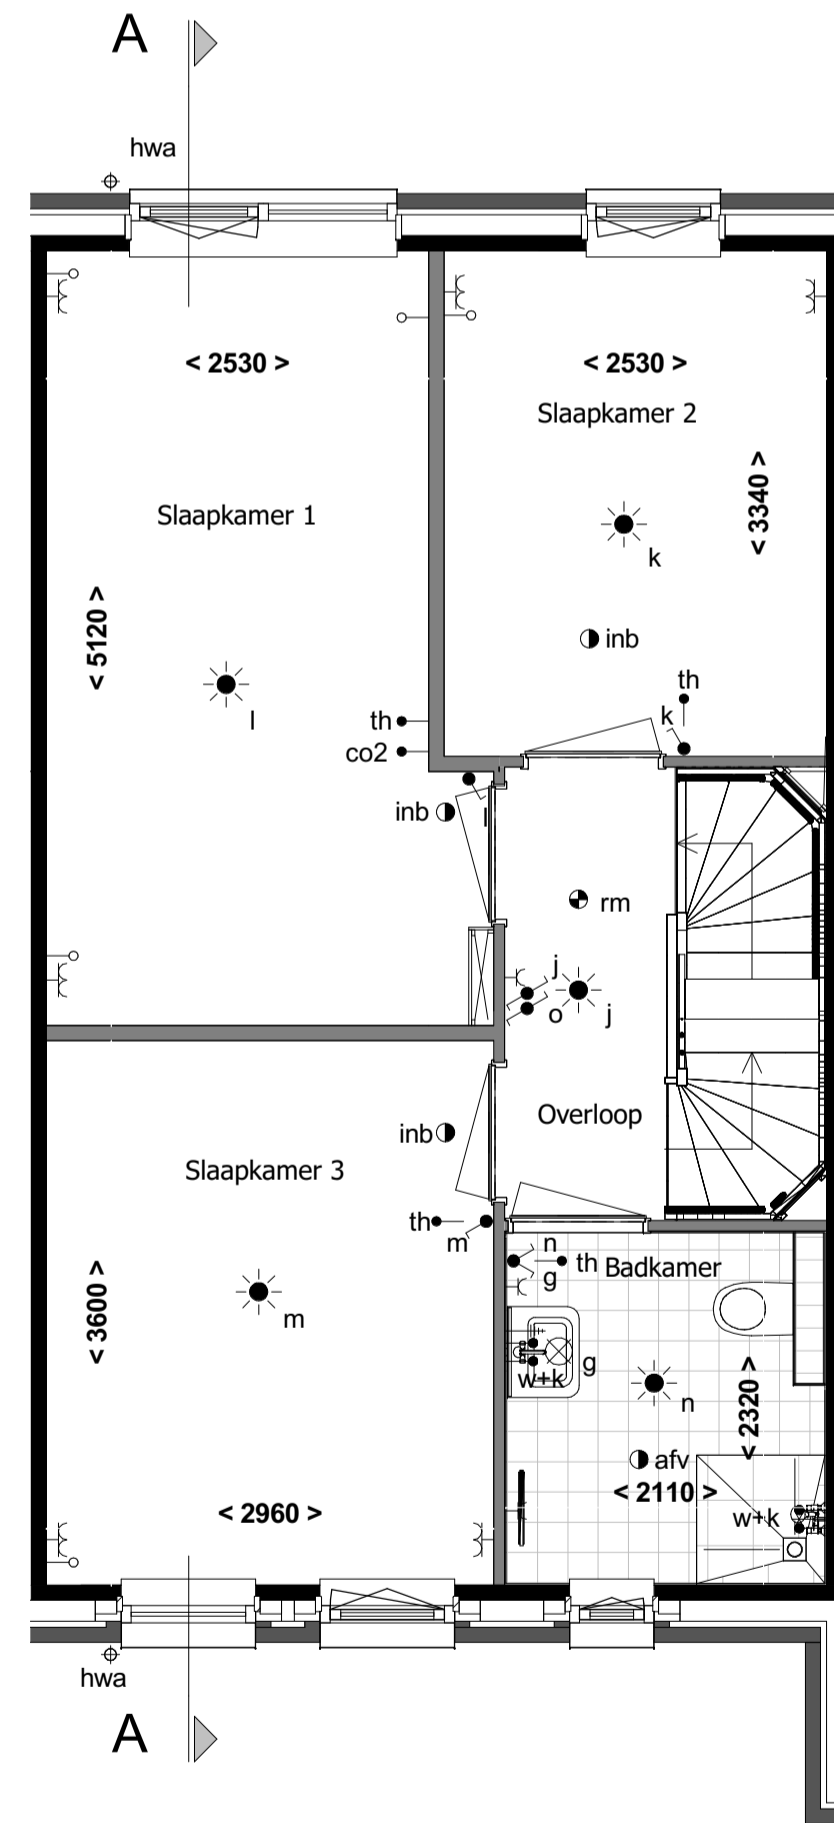 A
hwa
< 2530 >
< 2530 >
Slaapkamer 2
< 3340 >
Slaapkamer 1
k
< 5120 >
inb
l
th
th
k
co2
inb
l
rm
j
o
j
Overloop
inb
Slaapkamer 3
th
m
n
th
Badkamer
g
< 3600 >
m
g
w+k
n
< 2320 >
afv
< 2110 >
< 2960 >
w+k
hwa
A